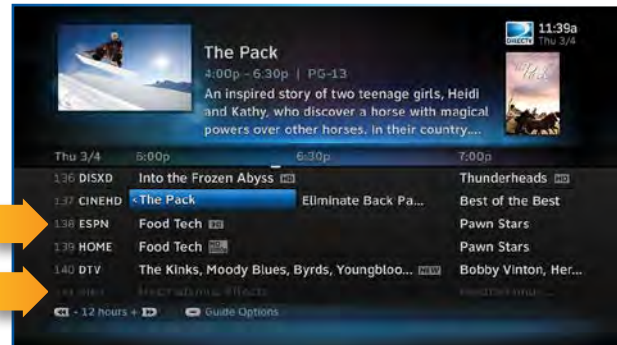 The Pack
4:00p - 6:30p | PG-13
An inspired story of two teenage girls, Heidi
and Kathy, who discover a horse with magical
powers over other horses. In their country....
DIRECTV
11:39a
Thu 3/4
Thu 3/4 6:00p 6:30p 7:00p
136 DISXD Into the Frozen Abyss HD Thunderheads HD
137 CINEHD <The Pack Eliminate Back Pa... Best of the Best
138 ESPN Food Tech Pawn Stars
139 HOME Food Tech Pawn Stars
140 DTV The Kinks, Moody Blues, Byrds, Youngbloo... NEW Bobby Vinton, Her...
- 12 hours + Guide Options